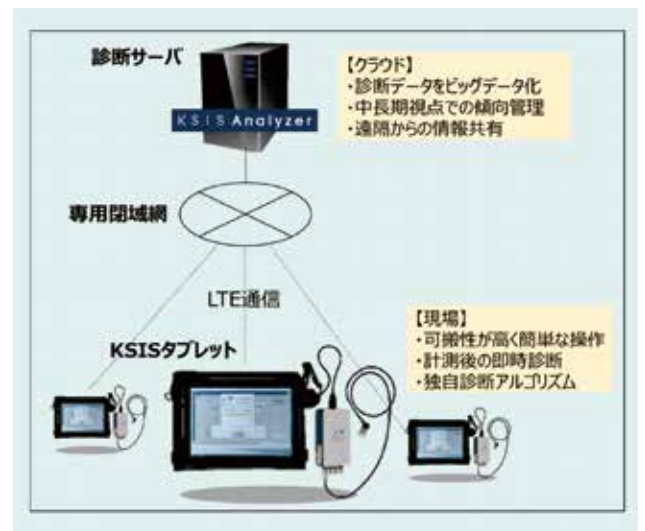 診断サーバ
KSIS Analyzer
【クラウド】
・診断データをビッグデータ化
・中長期視点での傾向管理
・遠隔からの情報共有
専用閉域網
LTE通信
KSISタブレット
【現場】
・可搬性が高く簡単な操作
・計測後の即時診断
・独自診断アルゴリズム